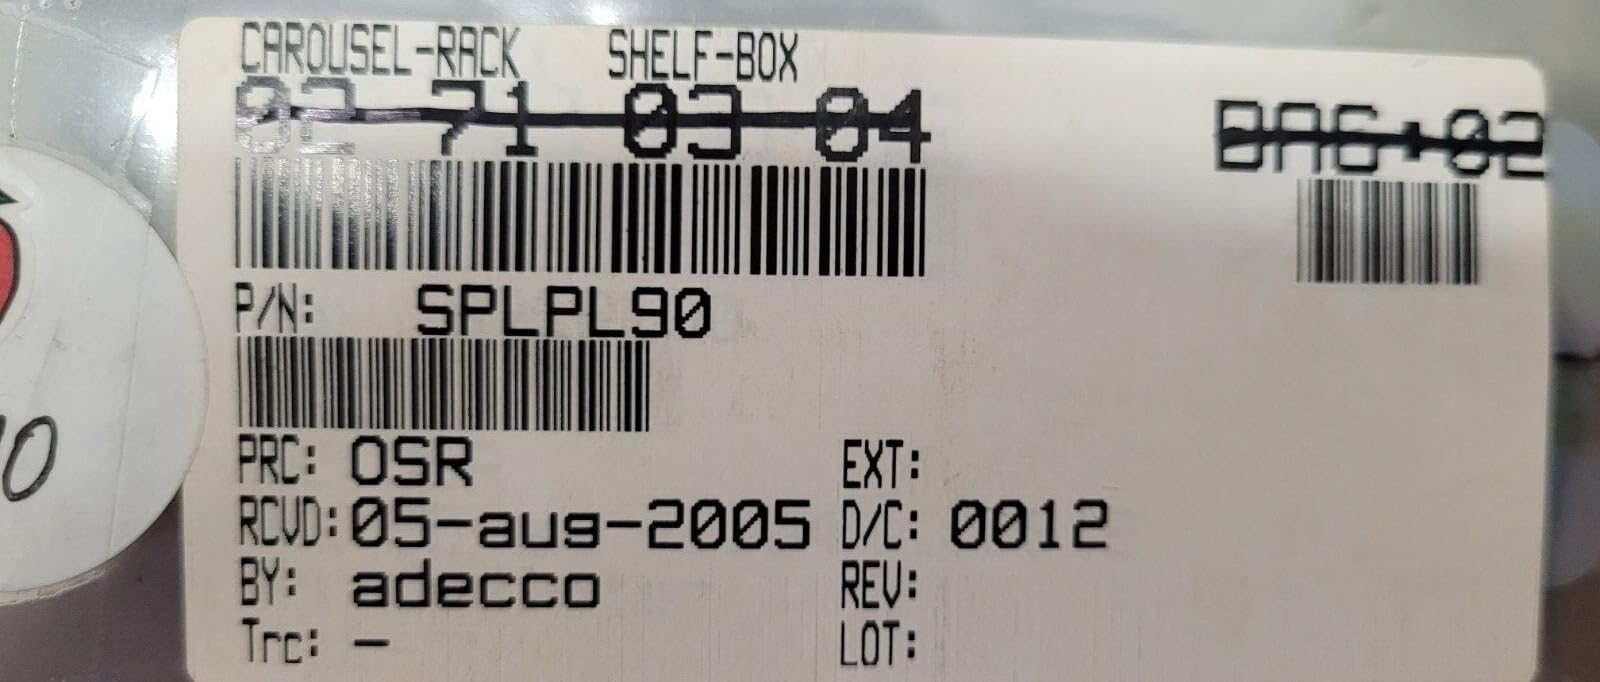 CAROUSEL-RACK SHELF-BOX
02 71 03 04 BAG+02
P/N: SPLPL90
PRC: OSR EXT:
RCVD: 05-aug-2005 D/C: 0012
BY: adecco REV:
Trc: - LOT: